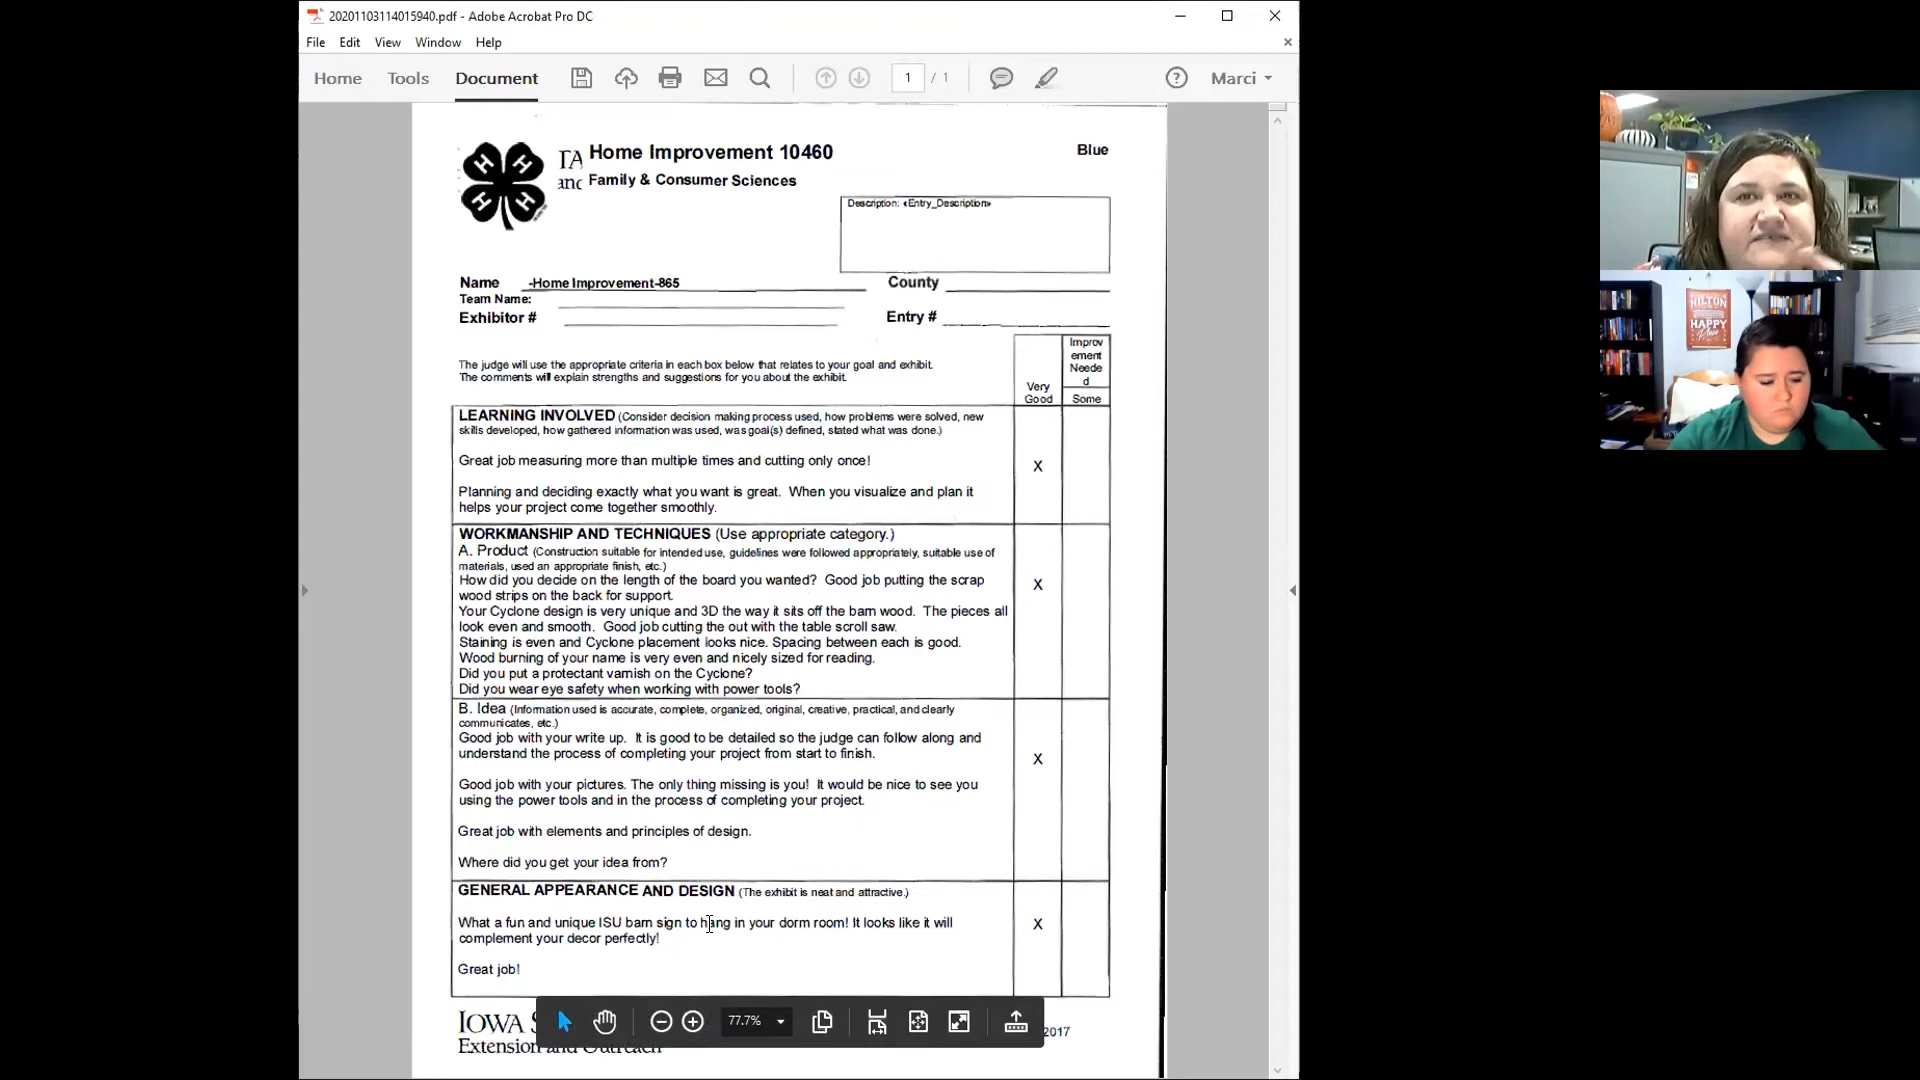 20201103114015940.pdf - Adobe Acrobat Pro DC
File Edit View Window Help
Home Tools Document 1 / 1 Marci
Home Improvement 10460 Blue
TA
and Family & Consumer Sciences
Description: «Entry_Description»
Name -Home Improvement-865 County
Team Name:
Exhibitor # Entry #
The judge will use the appropriate criteria in each box below that relates to your goal and exhibit.
The comments will explain strengths and suggestions for you about the exhibit.
Very
Good
Improv
ement
Neede
d
Some
LEARNING INVOLVED (Consider decision making process used, how problems were solved, new
skills developed, how gathered information was used, was goal(s) defined, stated what was done.)
Great job measuring more than multiple times and cutting only once!
X
Planning and deciding exactly what you want is great. When you visualize and plan it
helps your project come together smoothly.
WORKMANSHIP AND TECHNIQUES (Use appropriate category.)
A. Product (Construction suitable for intended use, guidelines were followed appropriately, suitable use of
materials, used an appropriate finish, etc.)
How did you decide on the length of the board you wanted? Good job putting the scrap
X
wood strips on the back for support.
Your Cyclone design is very unique and 3D the way it sits off the barn wood. The pieces all
look even and smooth. Good job cutting the out with the table scroll saw.
Staining is even and Cyclone placement looks nice. Spacing between each is good.
Wood burning of your name is very even and nicely sized for reading.
Did you put a protectant varnish on the Cyclone?
Did you wear eye safety when working with power tools?
B. Idea (Information used is accurate, complete, organized, original, creative, practical, and clearly
communicates, etc.)
Good job with your write up. It is good to be detailed so the judge can follow along and
understand the process of completing your project from start to finish.
X
Good job with your pictures. The only thing missing is you! It would be nice to see you
using the power tools and in the process of completing your project.
Great job with elements and principles of design.
Where did you get your idea from?
GENERAL APPEARANCE AND DESIGN (The exhibit is neat and attractive.)
What a fun and unique ISU barn sign to hang in your dorm room! It looks like it will
X
complement your decor perfectly!
Great job!
77.7%
IOWA S
2017
Extension and Outreach
H H H H
HILTON
HAPPY